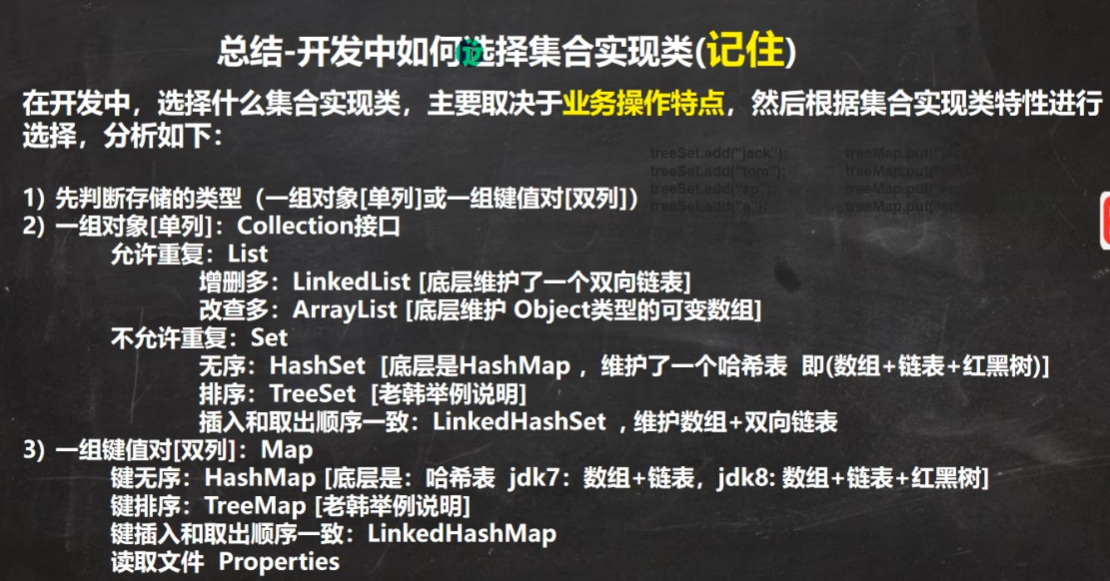 总结-开发中如何选择集合实现类(记住)
在开发中，选择什么集合实现类，主要取决于业务操作特点，然后根据集合实现类特性进行
选择，分析如下：
treeSet.add("jack");
treeSet.add("tom");
treeSet.add("sp");
treeSet.add("a");
treeMap.put(
treeMap.put(
treeMap.put(
treeMap.put(
1) 先判断存储的类型（一组对象[单列]或一组键值对[双列]）
2) 一组对象[单列]：Collection接口
允许重复：List
增删多：LinkedList [底层维护了一个双向链表]
改查多：ArrayList [底层维护 Object类型的可变数组]
不允许重复：Set
无序：HashSet [底层是HashMap ，维护了一个哈希表 即(数组+链表+红黑树)]
排序：TreeSet [老韩举例说明]
插入和取出顺序一致：LinkedHashSet ，维护数组+双向链表
3) 一组键值对[双列]：Map
键无序：HashMap [底层是：哈希表 jdk7：数组+链表，jdk8: 数组+链表+红黑树]
键排序：TreeMap [老韩举例说明]
键插入和取出顺序一致：LinkedHashMap
读取文件 Properties